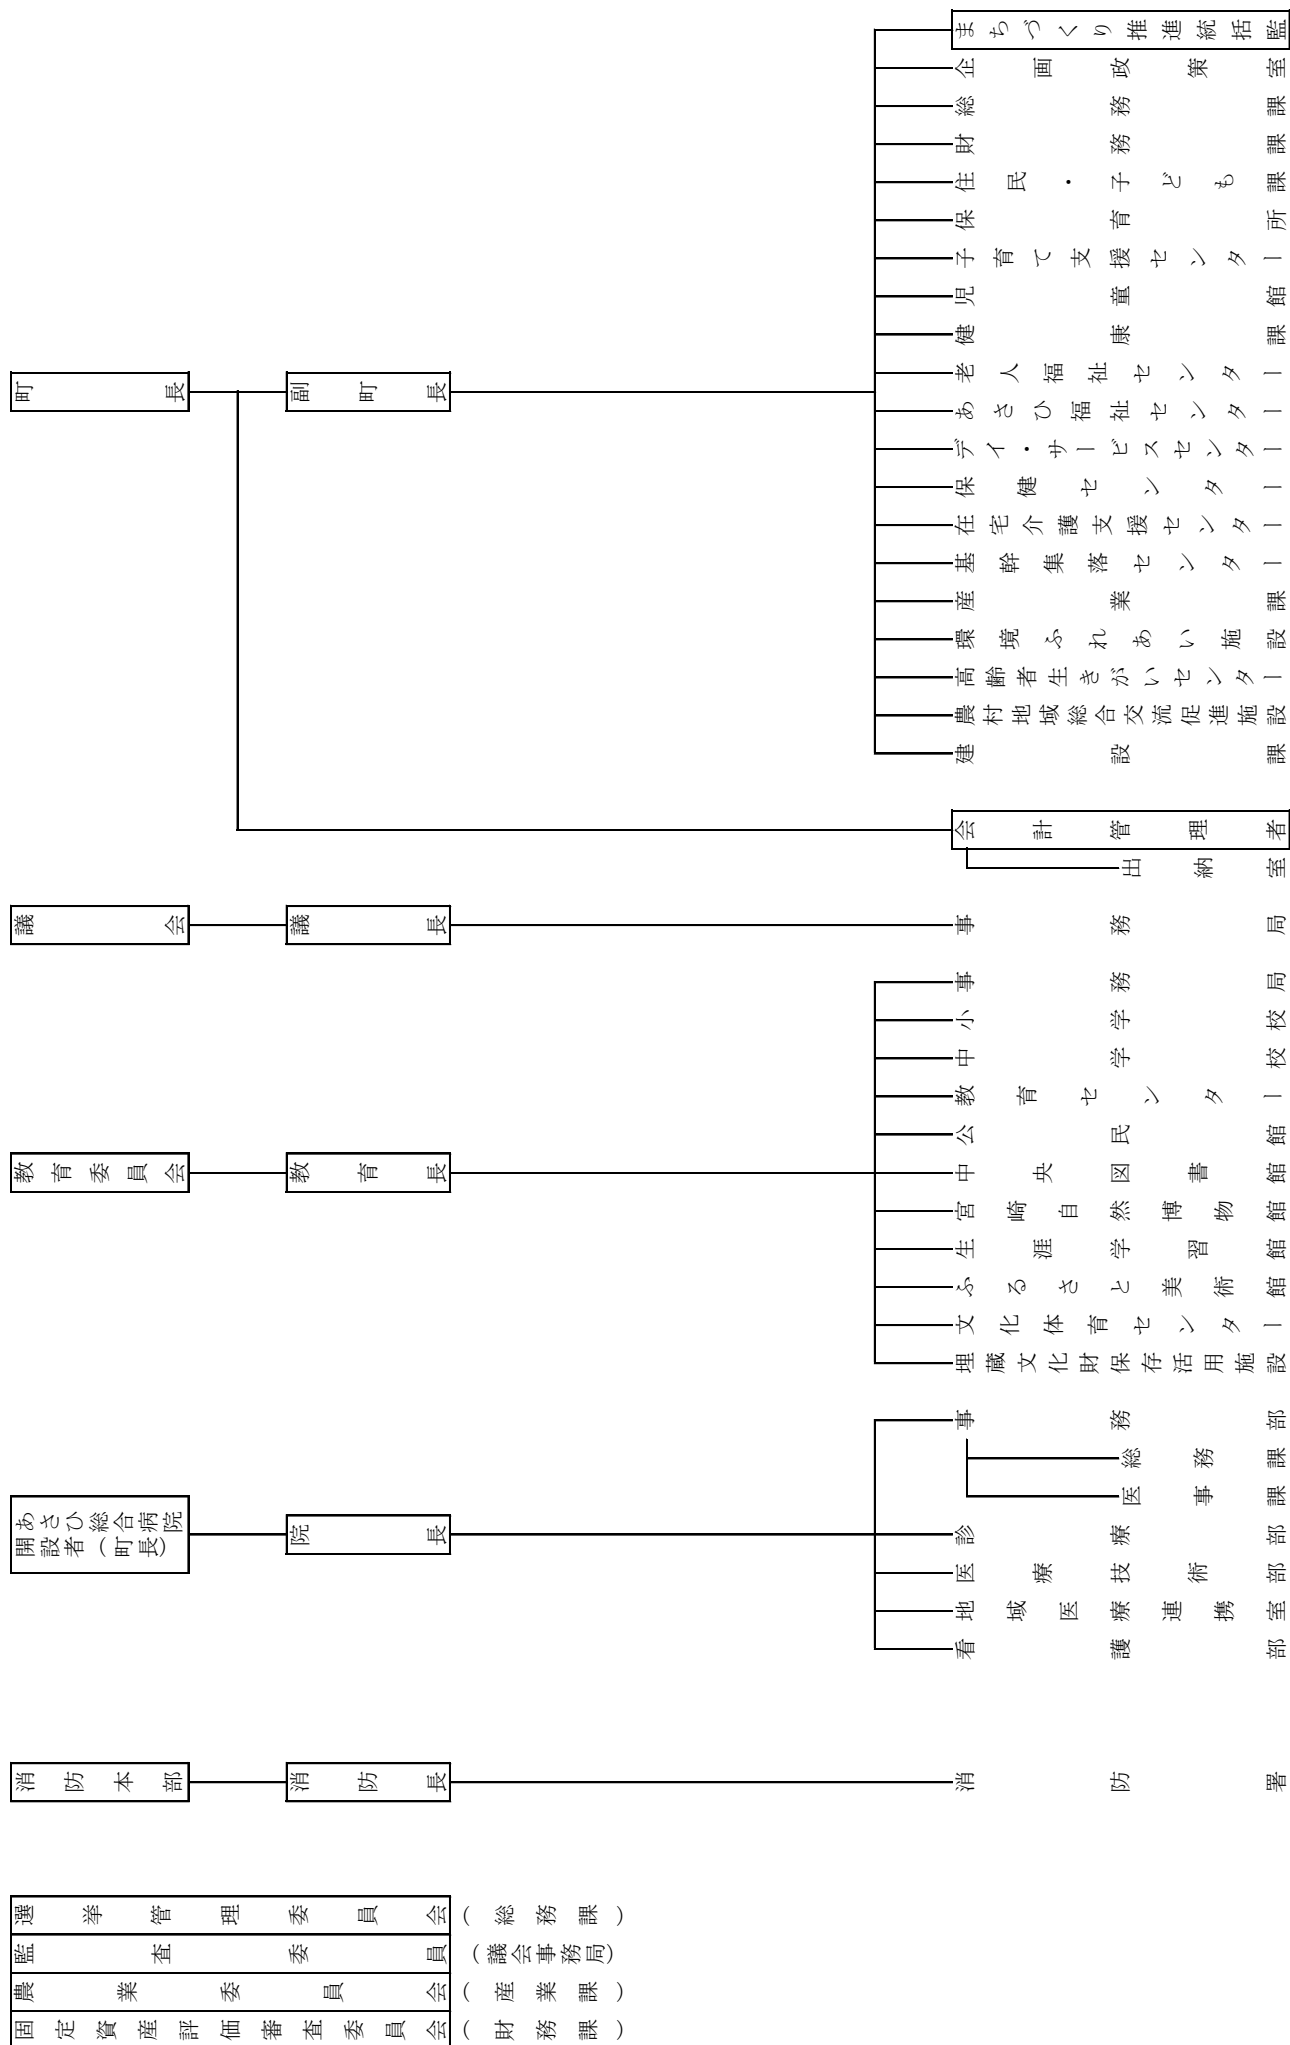 町長
副町長
まちづくり推進統括監
企画政策室
総務課
財務課
住民・子ども課
保育所
子育て支援センター
児童館
健康課
老人福祉センター
あさひ福祉センター
デイ・サービスセンター
保健センター
在宅介護支援センター
基幹集落センター
産業課
環境ふれあい施設
高齢者生きがいセンター
農村地域総合交流促進施設
建設課
会計管理者
出納室
議会
議長
事務局
教育委員会
教育長
事務局
小学校
中学校
教育センター
公民館
中央図書館
宮崎自然博物館
生涯学習館
ふるさと美術館
文化体育センター
埋蔵文化財保存活用施設
あさひ総合病院
開設者(町長)
院長
事務部
総務課
医事課
診療部
医療技術部
地域医療連携室
看護部
消防本部
消防長
消防署
選挙管理委員会(総務課)
監査委員(議会事務局)
農業委員会(産業課)
固定資産評価審査委員会(財務課)